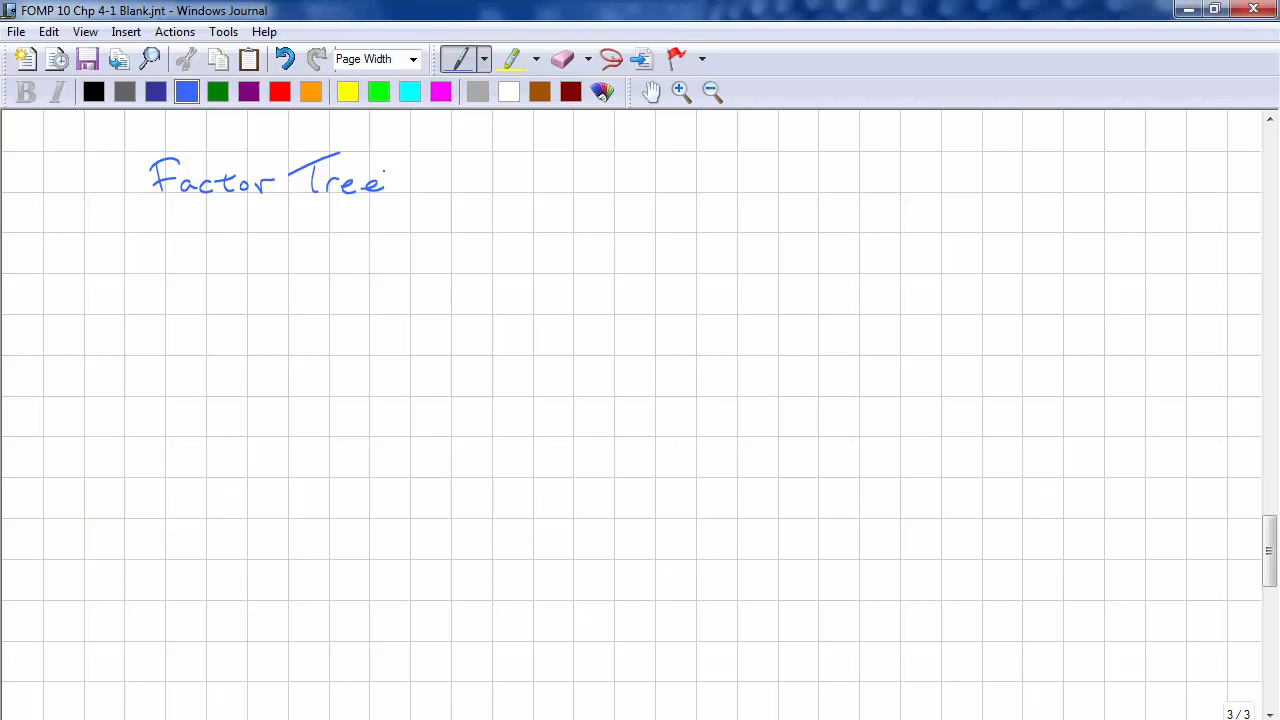 FOMP 10 Chp 4-1 Blank.jnt - Windows Journal
File Edit View Insert Actions Tools Help
Page Width
B I
Factor Tree
3 / 3